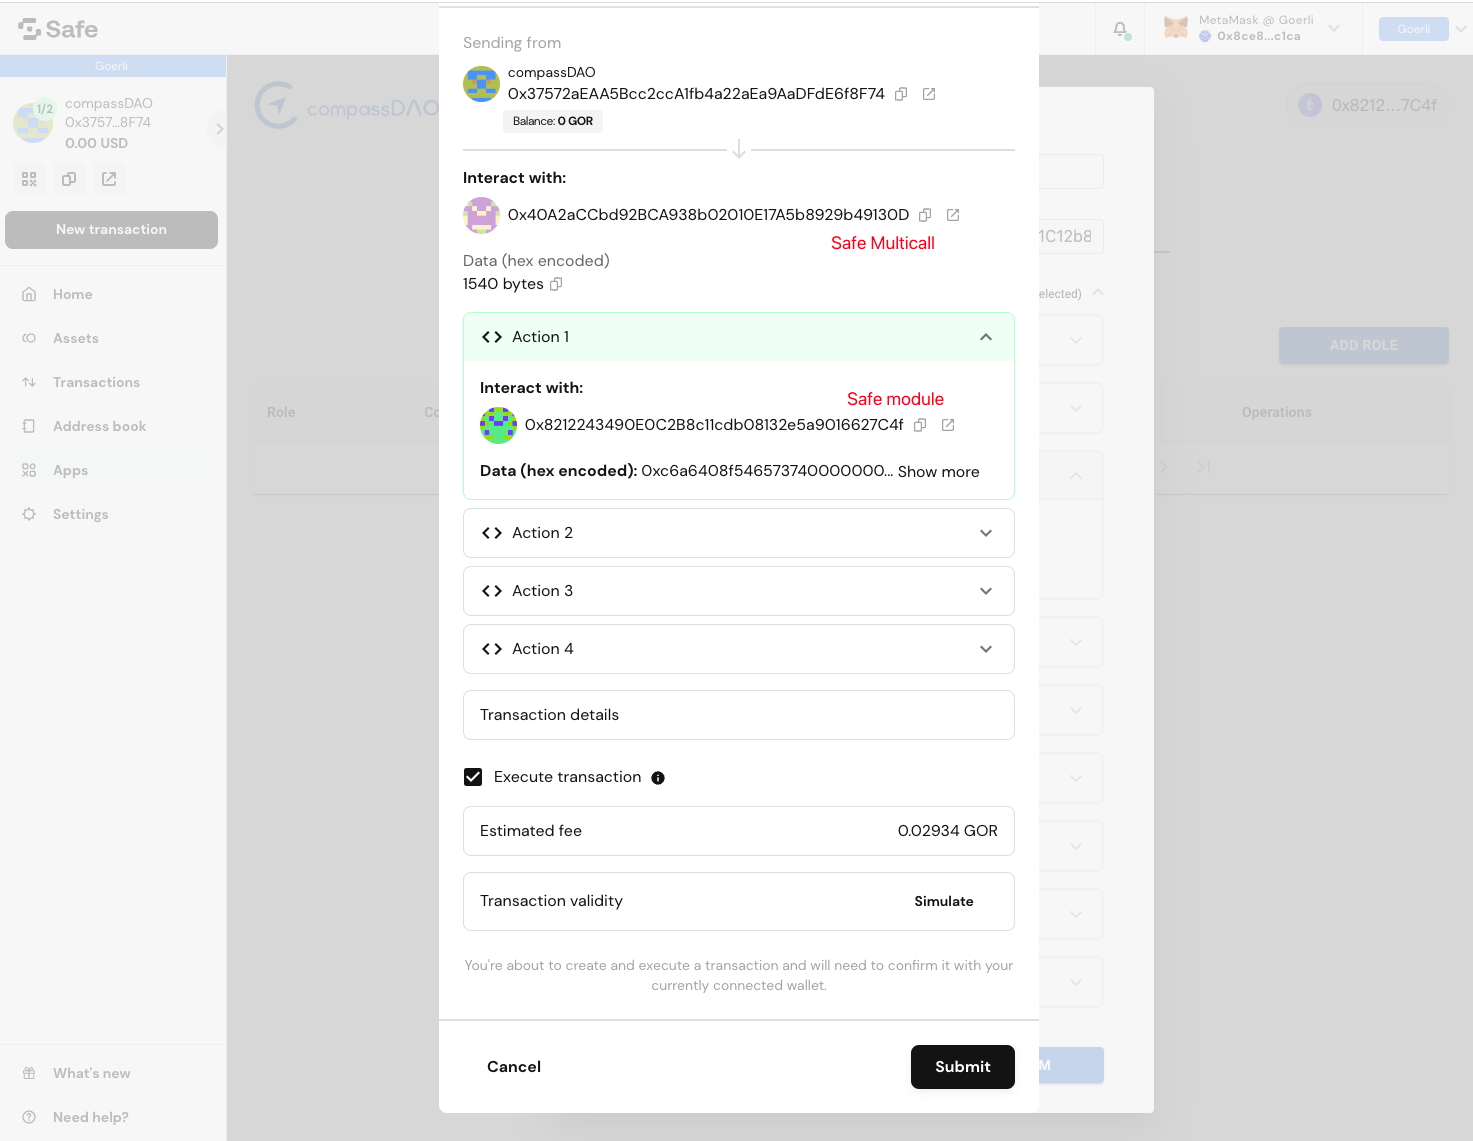 Safe
MetaMask @ Goerli
0x8ce8...c1ca
Goerli
Goerli
1/2
compassDAO
0x3757...8F74
0.00 USD
New transaction
Home
Assets
Transactions
Address book
Apps
Settings
What's new
Need help?
compassDAO
0x8212...7C4f
1C12b8
elected)
ADD ROLE
Role
Co
Operations
M
Sending from
compassDAO
0x37572aEAA5Bcc2ccA1fb4a22aEa9AaDFdE6f8F74
Balance: 0 GOR
Interact with:
0x40A2aCCbd92BCA938b02010E17A5b8929b49130D
Safe Multicall
Data (hex encoded)
1540 bytes
Action 1
Interact with:
Safe module
0x8212243490E0C2B8c11cdb08132e5a9016627C4f
Data (hex encoded): 0xc6a6408f546573740000000... Show more
Action 2
Action 3
Action 4
Transaction details
Execute transaction
Estimated fee 0.02934 GOR
Transaction validity Simulate
You're about to create and execute a transaction and will need to confirm it with your
currently connected wallet.
Cancel
Submit